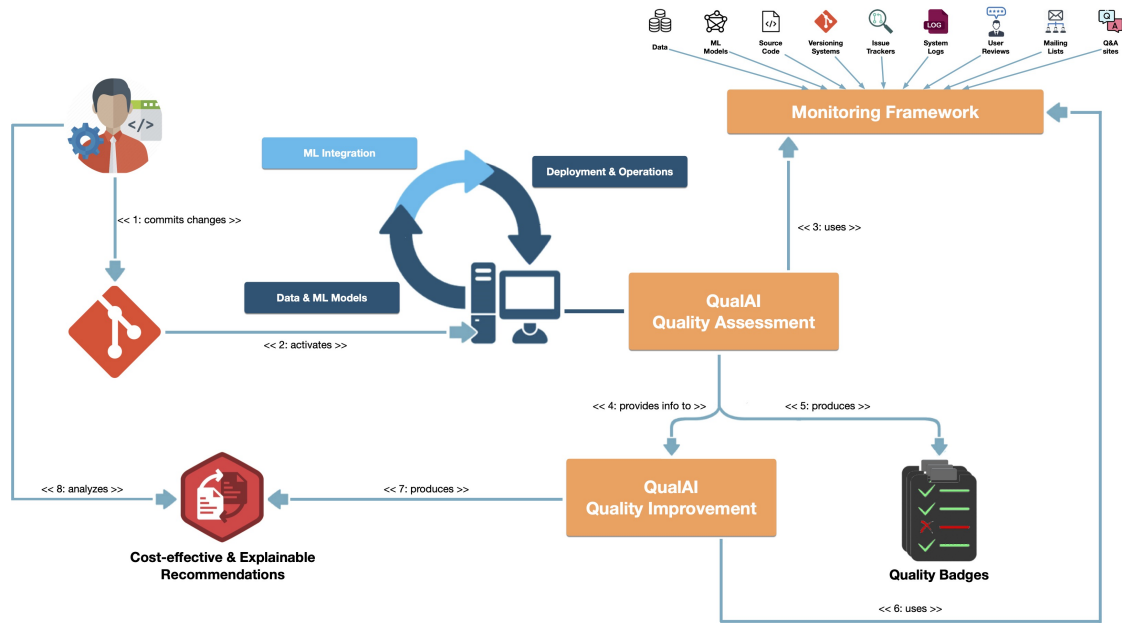 Data
ML
Models
Source
Code
Versioning
Systems
Issue
Trackers
LOG
System
Logs
User
Reviews
Mailing
Lists
Q
A
Q&A
sites
Monitoring Framework
</>
</>
ML Integration
Deployment & Operations
<< 1: commits changes >>
<< 3: uses >>
Data & ML Models
QualAI
Quality Assessment
<< 2: activates >>
<< 4: provides info to >>
<< 5: produces >>
<< 8: analyzes >>
<< 7: produces >>
QualAI
Quality Improvement
Cost-effective & Explainable
Recommendations
Quality Badges
<< 6: uses >>